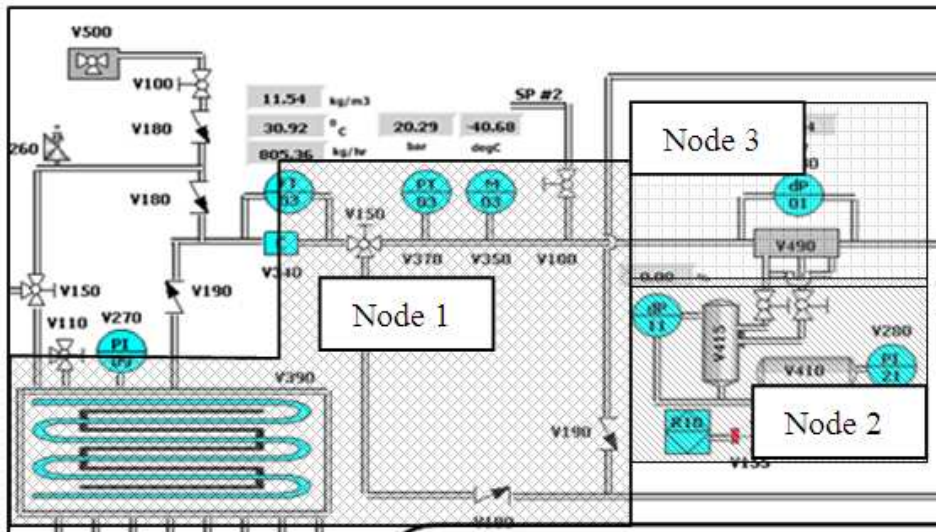 V500
V100
11.54 kg/m3
SP #2
30.92 °C
20.29 bar
-40.68 degC
805.36 kg/hr
V180
260
Node 3
V180
03
PI
03
M
03
dP
01
V150
V490
V340
V370
V350
V100
0.00 %
V150
V190
Node 1
dP
11
V110
V270
PI
09
V415
V280
PI
21
V410
V390
R10
Node 2
V190
V155